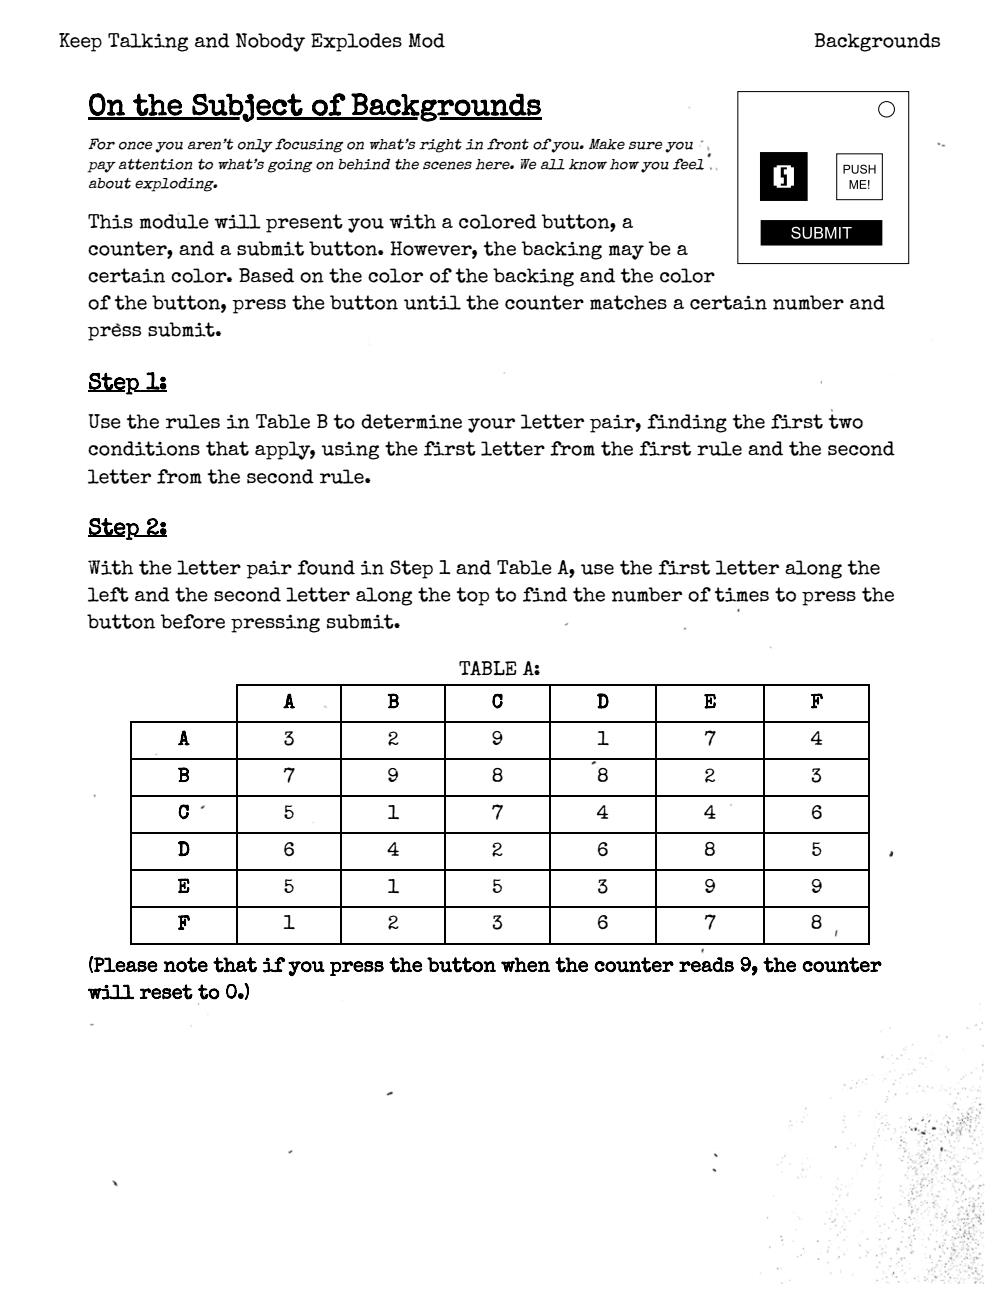 Keep Talking and Nobody Explodes Mod Backgrounds
On the Subject of Backgrounds
For once you aren't only focusing on what's right in front of you. Make sure you
pay attention to what's going on behind the scenes here. We all know how you feel
about exploding.
This module will present you with a colored button, a
counter, and a submit button. However, the backing may be a
certain color. Based on the color of the backing and the color
of the button, press the button until the counter matches a certain number and
press submit.
5
PUSH
ME!
SUBMIT
Step 1:
Use the rules in Table B to determine your letter pair, finding the first two
conditions that apply, using the first letter from the first rule and the second
letter from the second rule.
Step 2:
With the letter pair found in Step 1 and Table A, use the first letter along the
left and the second letter along the top to find the number of times to press the
button before pressing submit.
TABLE A:
A B C D E F
A 3 2 9 1 7 4
B 7 9 8 8 2 3
C 5 1 7 4 4 6
D 6 4 2 6 8 5
E 5 1 5 3 9 9
F 1 2 3 6 7 8
(Please note that if you press the button when the counter reads 9, the counter
will reset to 0.)